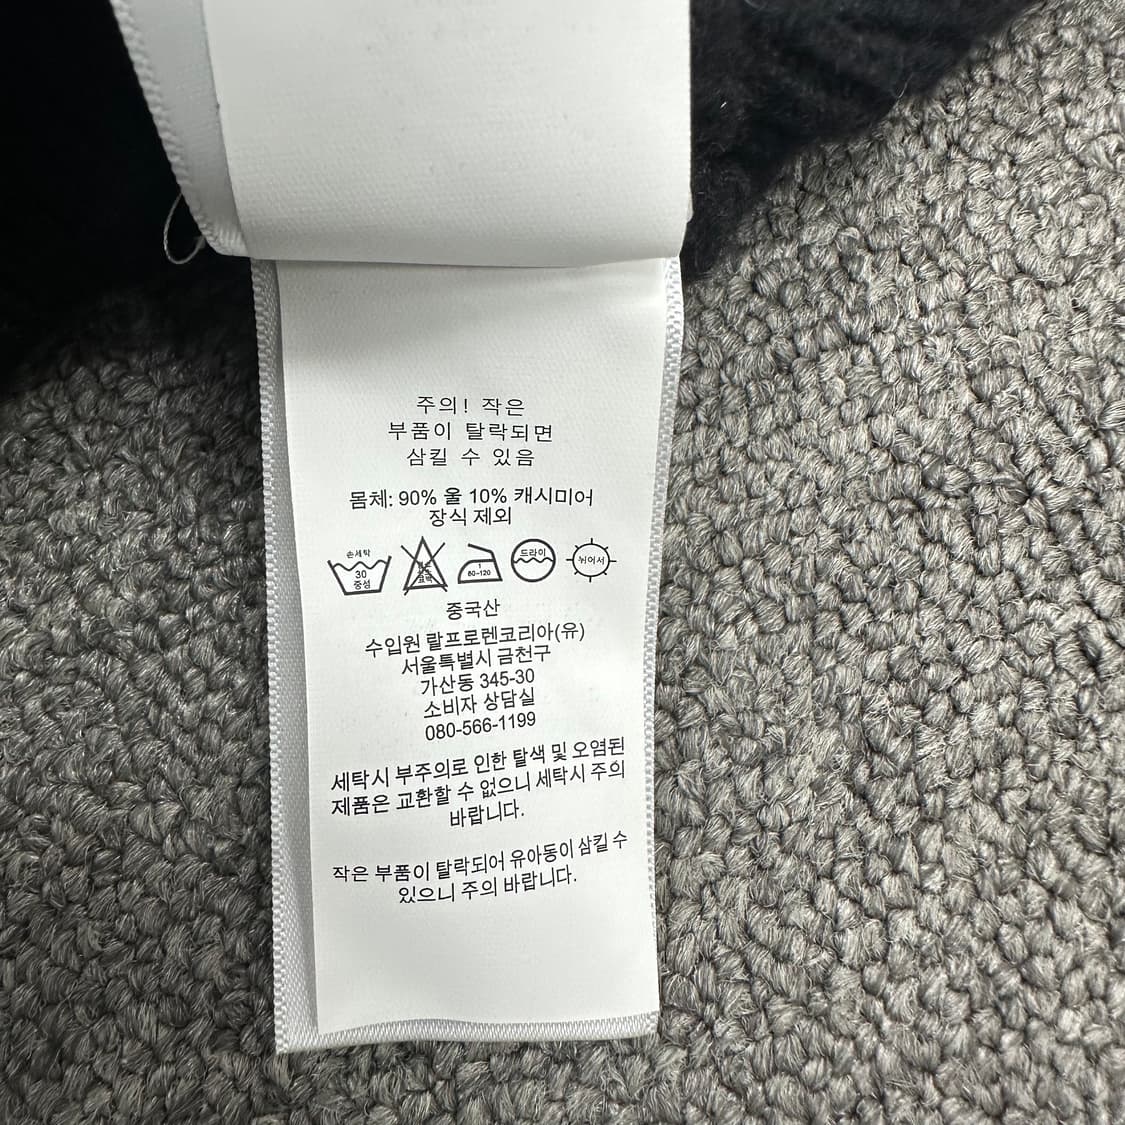 주의! 작은
부품이 탈락되면
삼킬 수 있음
몸체: 90% 울 10% 캐시미어
장식 제외
손세탁
30
중성
1
80~120
드라이
뉘어서
중국산
수입원 랄프로렌코리아(유)
서울특별시 금천구
가산동 345-30
소비자 상담실
080-566-1199
세탁시 부주의로 인한 탈색 및 오염된
제품은 교환할 수 없으니 세탁시 주의
바랍니다.
작은 부품이 탈락되어 유아동이 삼킬 수
있으니 주의 바랍니다.